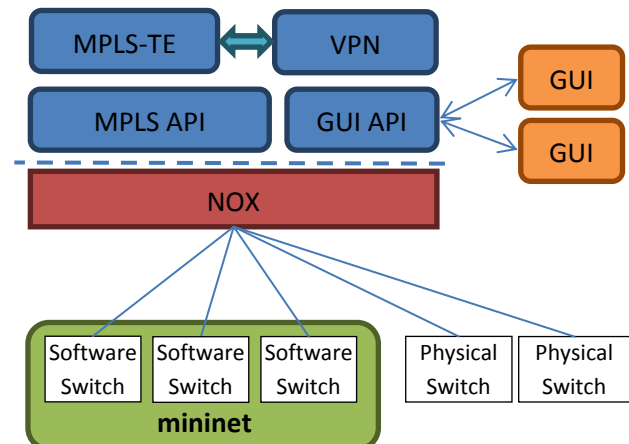 MPLS-TE
VPN
GUI
MPLS API
GUI API
GUI
NOX
Software
Switch
Software
Switch
Software
Switch
Physical
Switch
Physical
Switch
mininet